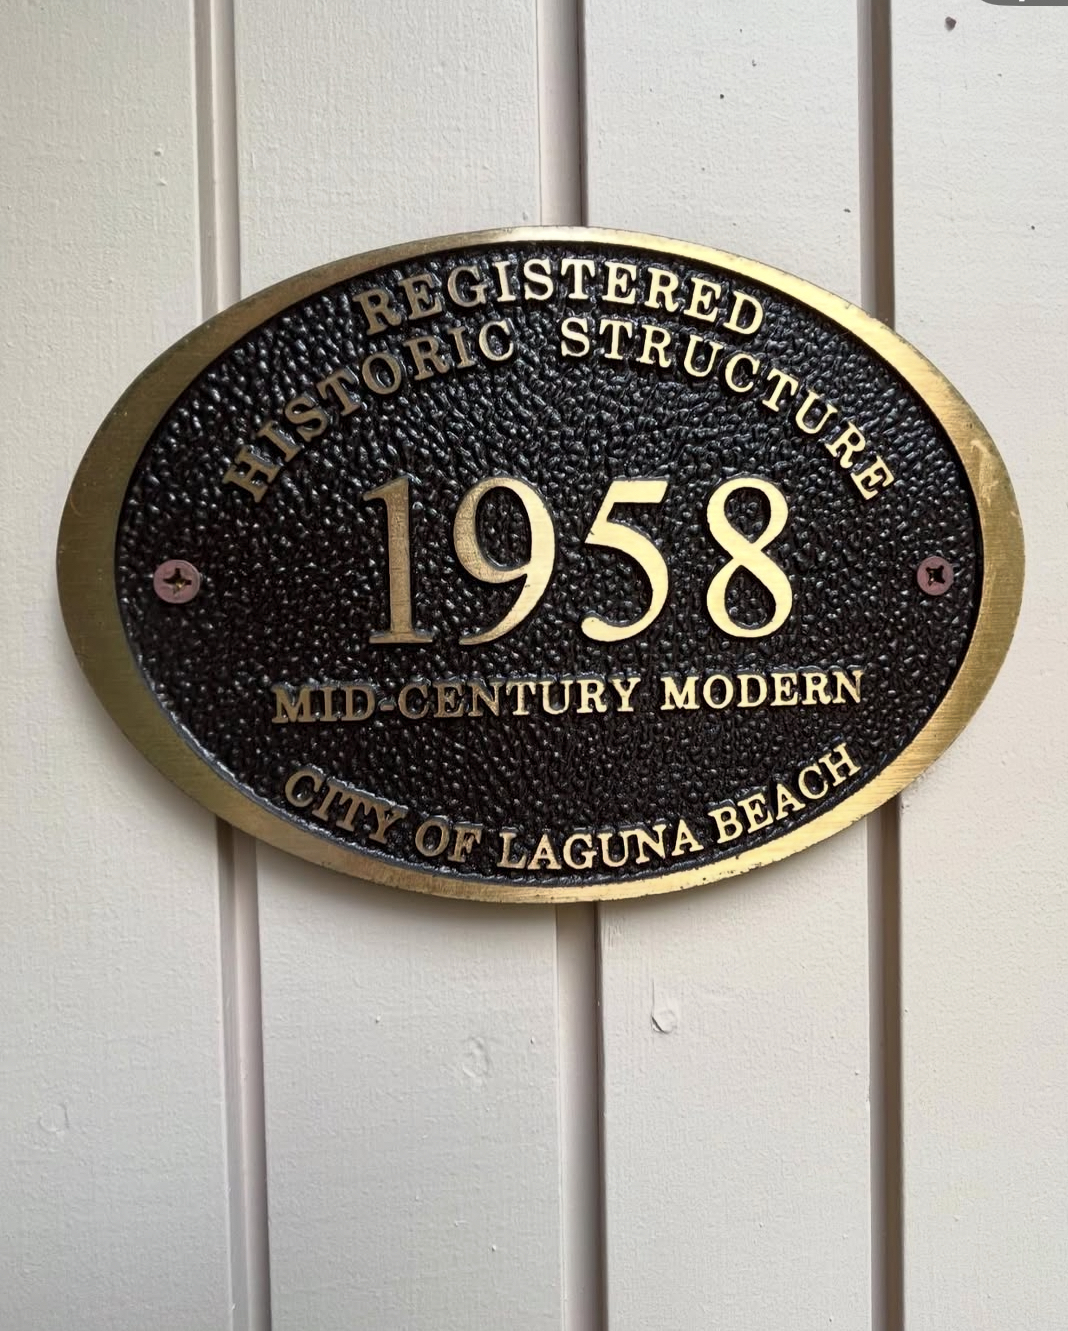 REGISTERED
HISTORIC STRUCTURE
1958
MID-CENTURY MODERN
CITY OF LAGUNA BEACH